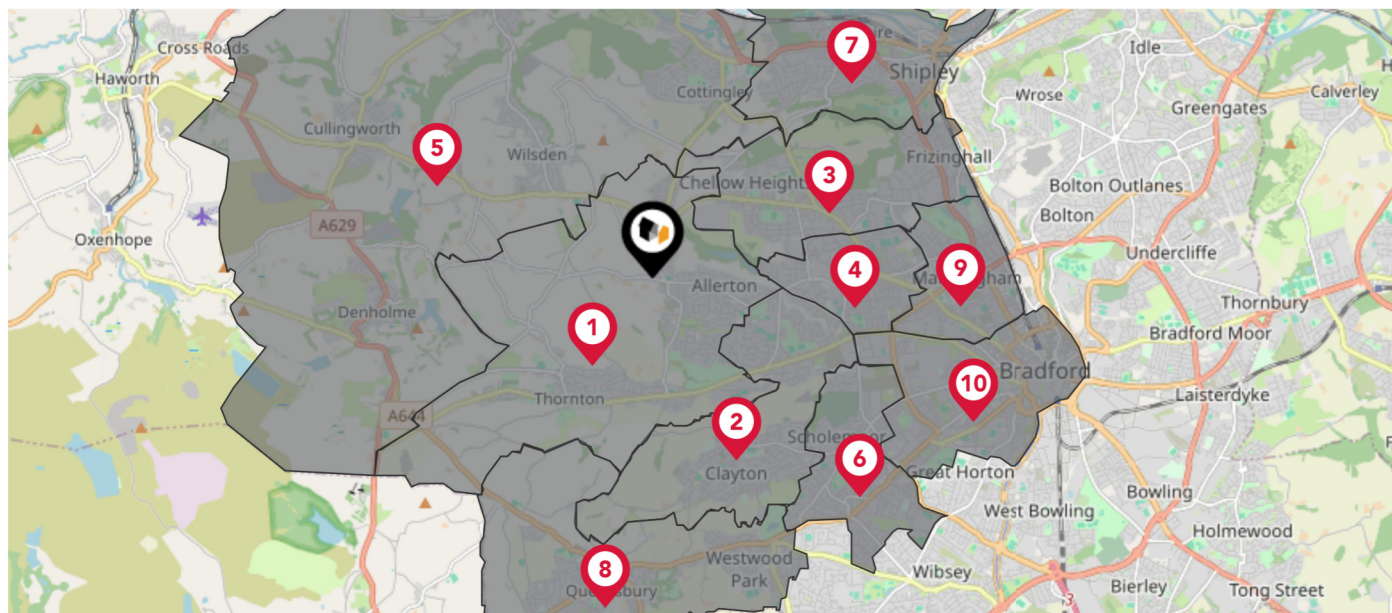 7
Shipley
Idle
Cross Roads
Haworth
Cottingley
Wrose
Greengates
Calverley
Cullingworth
5
Wilsden
Frizinghall
3
Chellow Heights
Bolton Outlanes
Bolton
A629
Oxenhope
Undercliffe
4
9
Allerton
Thornbury
Denholme
1
Bradford Moor
Bradford
10
Thornton
Laisterdyke
A644
2
6
Clayton
Great Horton
Bowling
West Bowling
Holmewood
Westwood
Park
8
Wibsey
Bierley
Tong Street
3